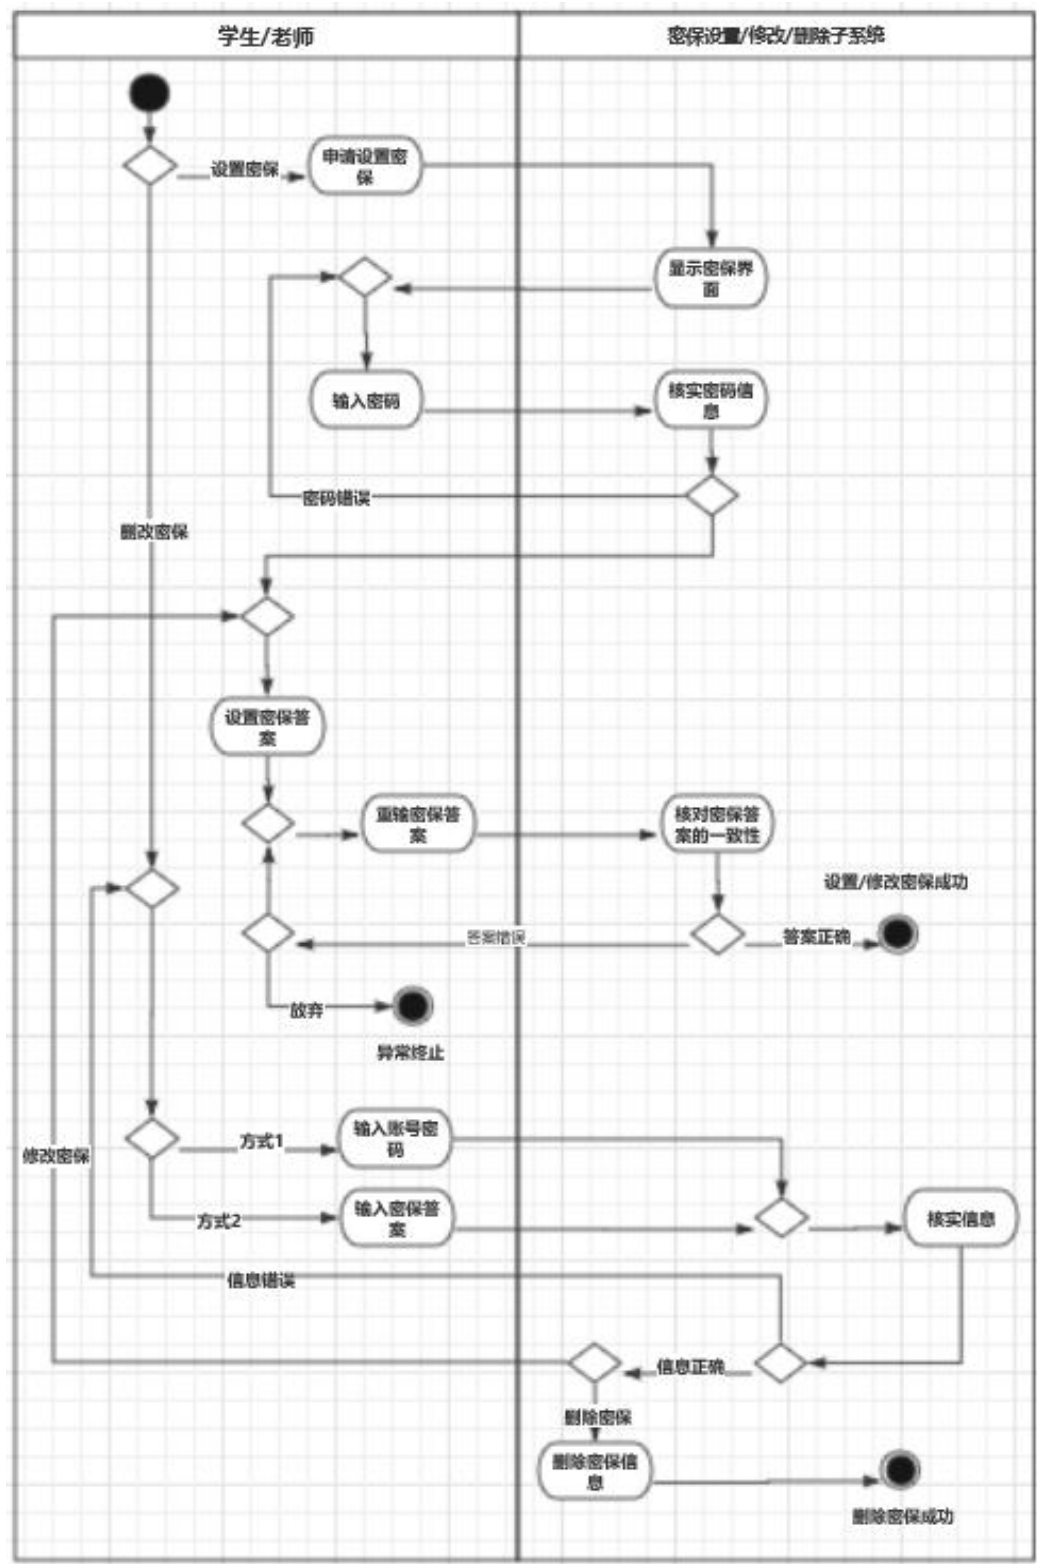 学生/老师
密保设置/修改/删除子系统
设置密保
申请设置密
保
显示密保界
面
输入密码
核实密码信
息
密码错误
删改密保
设置密保答
案
重输密保答
案
核对密保答
案的一致性
设置/修改密保成功
答案错误
答案正确
放弃
异常终止
方式1
输入账号密
码
修改密保
方式2
输入密保答
案
核实信息
信息错误
信息正确
删除密保
删除密保信
息
删除密保成功